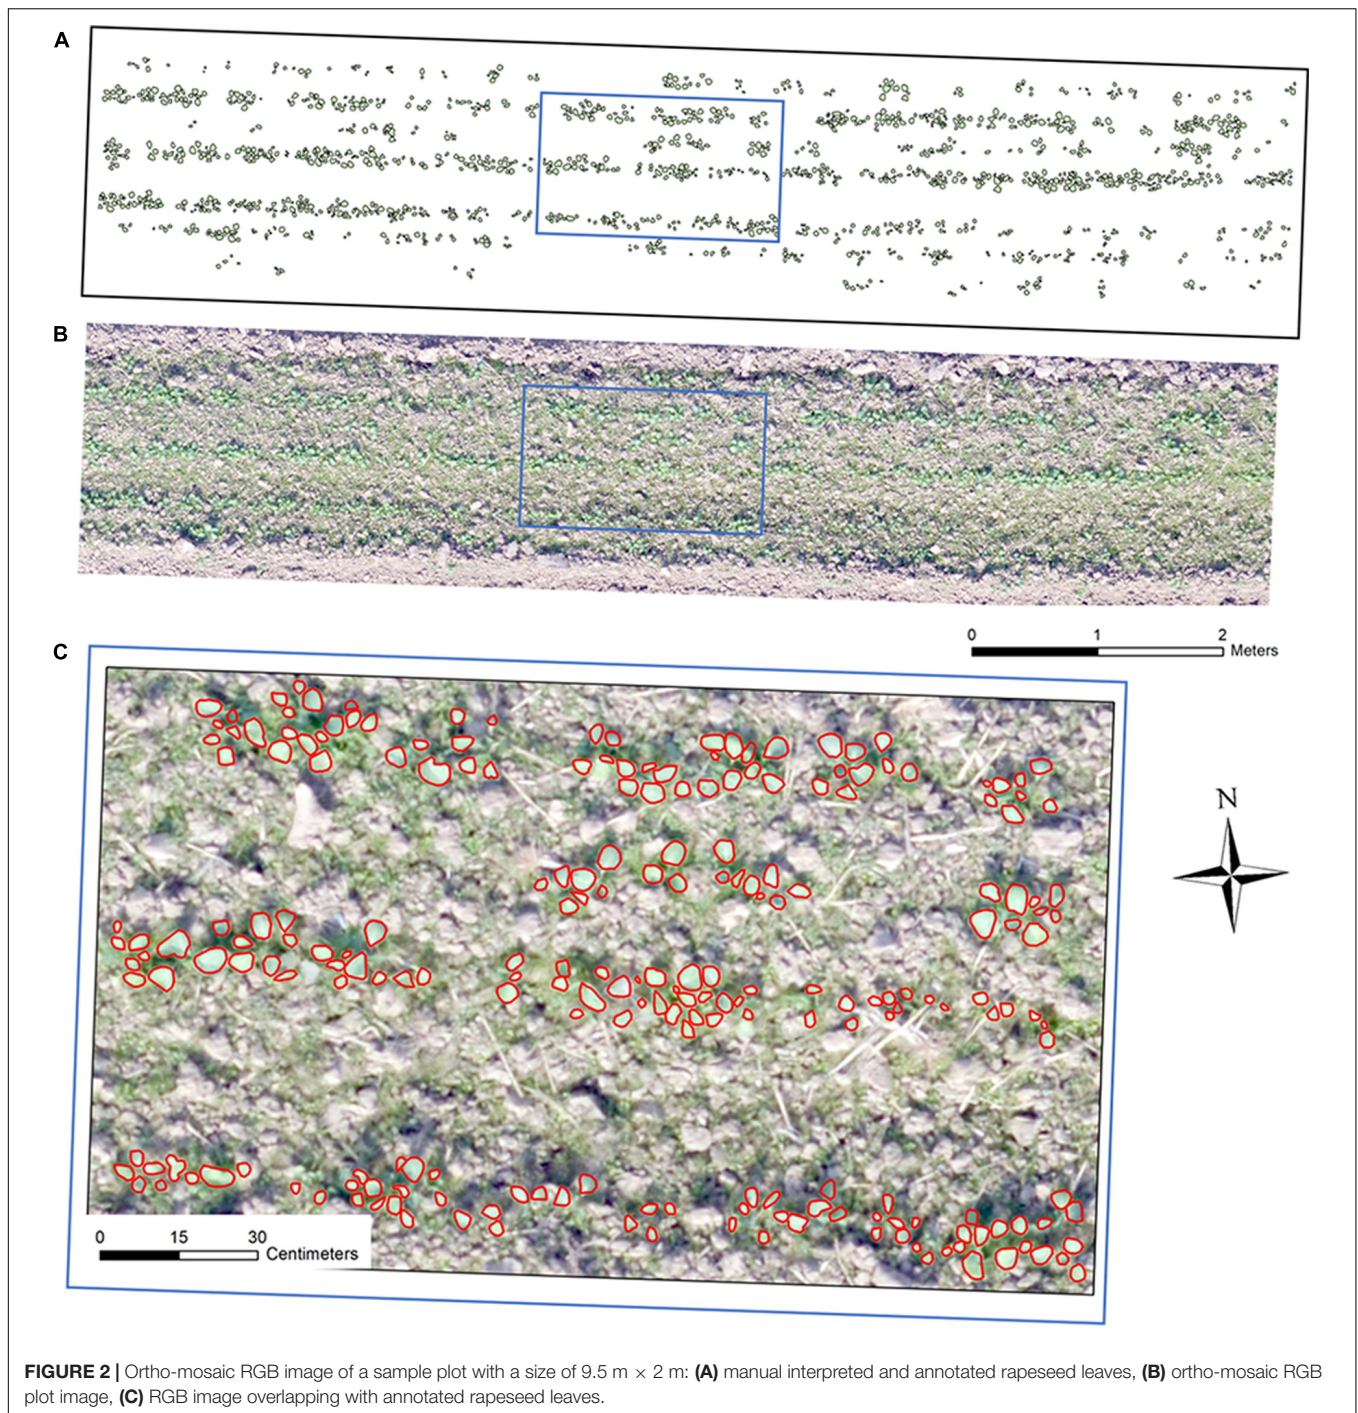 A
B
0 1 2
Meters
C
N
0 15 30
Centimeters
FIGURE 2 | Ortho-mosaic RGB image of a sample plot with a size of 9.5 m × 2 m: (A) manual interpreted and annotated rapeseed leaves, (B) ortho-mosaic RGB
plot image, (C) RGB image overlapping with annotated rapeseed leaves.